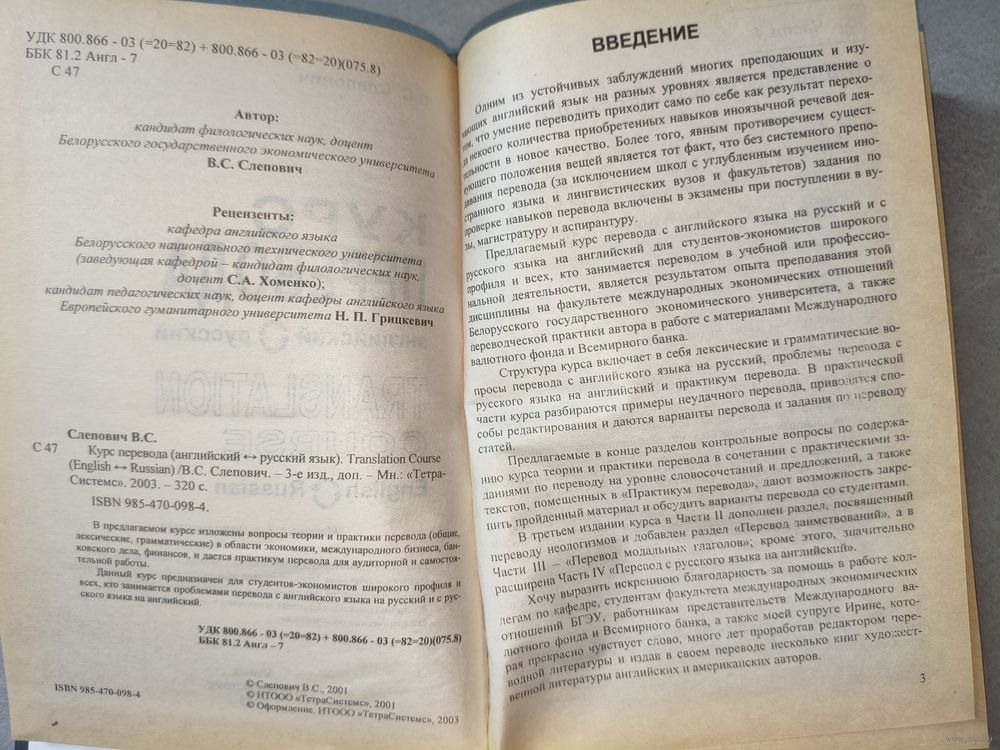 УДК 800.866 - 03 (=20=82) + 800.866 - 03 (=82=20)(075.8)
ББК 81.2 Англ - 7
С 47
Автор:
кандидат филологических наук, доцент
Белорусского государственного экономического университета
В.С. Слепович
Рецензенты:
кафедра английского языка
Белорусского национального технического университета
(заведующая кафедрой – кандидат филологических наук,
доцент С.А. Хоменко);
кандидат педагогических наук, доцент кафедры английского языка
Европейского гуманитарного университета Н. П. Грицкевич
Слепович В.С.
С 47 Курс перевода (английский ↔ русский язык). Translation Course
(English ↔ Russian) /В.С. Слепович. – 3-е изд., доп. – Мн.: «Тетра-
Системс». 2003. – 320 с.
ISBN 985-470-098-4.
В предлагаемом курсе изложены вопросы теории и практики перевода (общие,
лексические, грамматические) в области экономики, международного бизнеса, бан-
ковского дела, финансов, и дается практикум перевода для аудиторной и самостоя-
тельной работы.
Данный курс предназначен для студентов-экономистов широкого профиля и
всех, кто занимается проблемами перевода с английского языка на русский и с рус-
ского языка на английский.
УДК 800.866 - 03 (=20=82) + 800.866 - 03 (=82=20)(075.8)
ББК 81.2 Англ – 7
ISBN 985-470-098-4
© Слепович В.С., 2001
© НТООО «ТетраСистемс», 2001
© Оформление. НТООО «ТетраСистемс», 2003
ВВЕДЕНИЕ
Одним из устойчивых заблуждений многих преподающих и изу-
чающих английский язык на разных уровнях является представление о
том, что умение переводить приходит само по себе как результат перехо-
да некоего количества приобретенных навыков иноязычной речевой дея-
тельности в новое качество. Более того, явным противоречием сущест-
вующего положения вещей является тот факт, что без системного препо-
давания перевода (за исключением школ с углубленным изучением ино-
странного языка и лингвистических вузов и факультетов) задания по
проверке навыков перевода включены в экзамены при поступлении в ву-
зы, магистратуру и аспирантуру.
Предлагаемый курс перевода с английского языка на русский и с
русского языка на английский для студентов-экономистов широкого
профиля и всех, кто занимается переводом в учебной или профессио-
нальной деятельности, является результатом опыта преподавания этой
дисциплины на факультете международных экономических отношений
Белорусского государственного экономического университета, а также
переводческой практики автора в работе с материалами Международного
валютного фонда и Всемирного банка.
Структура курса включает в себя лексические и грамматические во-
просы перевода с английского языка на русский, проблемы перевода с
русского языка на английский и практикум перевода. В практической
части курса разбираются примеры неудачного перевода, приводятся спо-
собы редактирования и даются варианты перевода и задания по переводу
статей.
Предлагаемые в конце разделов контрольные вопросы по содержа-
нию курса теории и практики перевода в сочетании с практическими за-
даниями по переводу на уровне словосочетаний и предложений, а также
текстов, помещенных в «Практикум перевода», дают возможность закре-
пить пройденный материал и обсудить варианты перевода со студентами.
В третьем издании курса в Части II дополнен раздел, посвященный
переводу неологизмов и добавлен раздел «Перевод заимствований», а в
Части III – «Перевод модальных глаголов»; кроме этого, значительно
расширена Часть IV «Перевод с русского языка на английский».
Хочу выразить искреннюю благодарность за помощь в работе кол-
легам по кафедре, студентам факультета международных экономических
отношений БГЭУ, работникам представительств Международного ва-
лютного фонда и Всемирного банка, а также моей супруге Ирине, кото-
рая прекрасно чувствует слово, много лет проработав редактором пере-
водной литературы и издав в своем переводе несколько книг художест-
венной литературы английских и американских авторов.
3